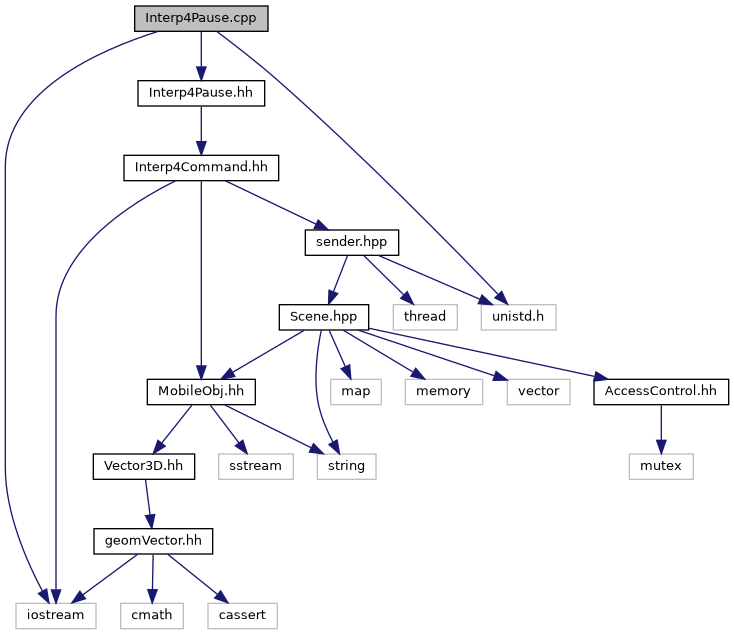 Interp4Pause.cpp
Interp4Pause.hh
Interp4Command.hh
sender.hpp
Scene.hpp
thread
unistd.h
MobileObj.hh
map
memory
vector
AccessControl.hh
Vector3D.hh
sstream
string
mutex
geomVector.hh
iostream
cmath
cassert